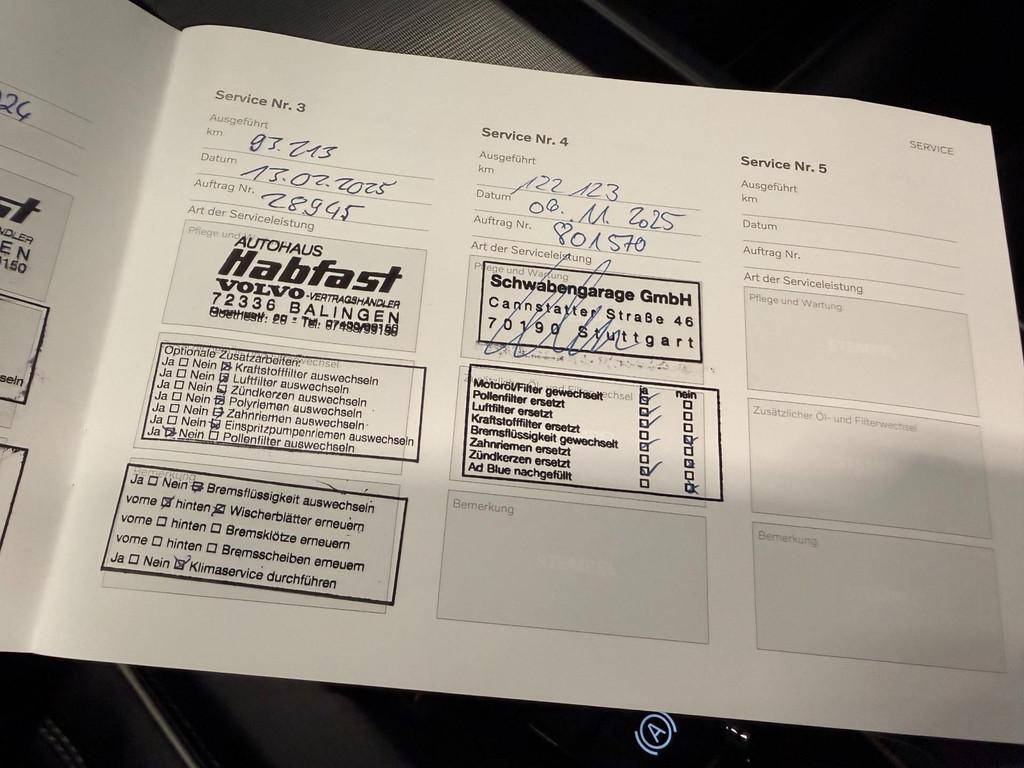 24
Service Nr. 3
Ausgeführt
km 93.213
Datum 13.02.2025
Auftrag Nr. 28945
Art der Serviceleistung
Pflege und
AUTOHAUS
Habfast
VOLVO-VERTRAGSHÄNDLER
72336 BALINGEN
Optionale Zusatzarbeiten:
Ja ☐ Nein ☒ Kraftstofffilter auswechseln
Ja ☐ Nein ☒ Luftfilter auswechseln
Ja ☐ Nein ☒ Zündkerzen auswechseln
Ja ☐ Nein ☒ Polyriemen auswechseln
Ja ☐ Nein ☒ Zahnriemen auswechseln
Ja ☐ Nein ☒ Einspritzpumpenriemen auswechseln
Ja ☒ Nein ☐ Pollenfilter auswechseln
Bemerkung
Ja ☐ Nein ☒ Bremsflüssigkeit auswechseln
vorne ☒ hinten ☒ Wischerblätter erneuern
vorne ☐ hinten ☐ Bremsklötze erneuern
vorne ☐ hinten ☐ Bremsscheiben erneuern
Ja ☐ Nein ☒ Klimaservice durchführen
Service Nr. 4
Ausgeführt
km 122 123
Datum 11 2025
Auftrag Nr. 801570
Art der Serviceleistung
Pflege und Wartung
Schwabengarage GmbH
Cannstatter Straße 46
70190 Stuttgart
ja nein
Motoröl/Filter gewechselt
Pollenfilter ersetzt
Luftfilter ersetzt
Kraftstofffilter ersetzt
Bremsflüssigkeit gewechselt
Zahnriemen ersetzt
Zündkerzen ersetzt
Ad Blue nachgefüllt
Bemerkung
SERVICE
Service Nr. 5
Ausgeführt
km
Datum
Auftrag Nr.
Art der Serviceleistung
Pflege und Wartung
Zusätzlicher Öl- und Filterwechsel
Bemerkung
A